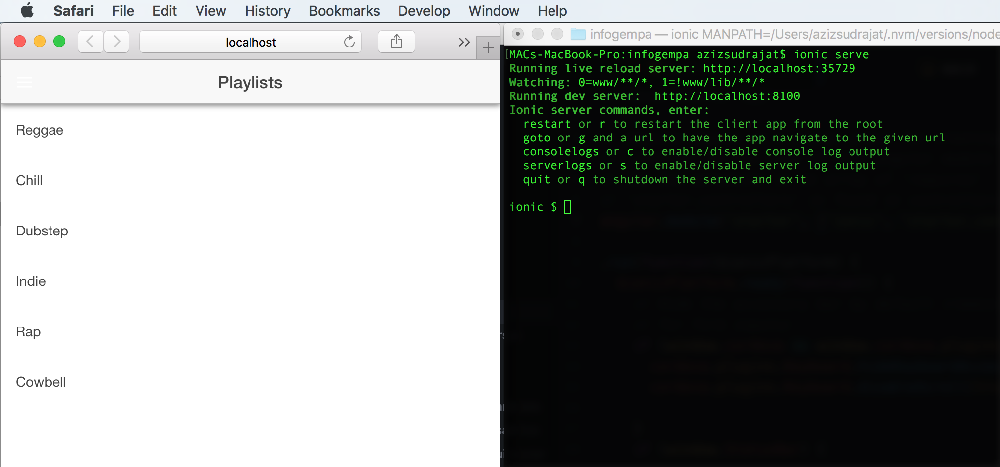 Safari File Edit View History Bookmarks Develop Window Help
localhost
Playlists
Reggae
Chill
Dubstep
Indie
Rap
Cowbell
infogempa — ionic MANPATH=/Users/azizsudrajat/.nvm/versions/node
[MACs-MacBook-Pro:infogempa azizsudrajat$ ionic serve
Running live reload server: http://localhost:35729
Watching: 0=www/**/*, 1=!www/lib/**/*
Running dev server:  http://localhost:8100
Ionic server commands, enter:
  restart or r to restart the client app from the root
  goto or g and a url to have the app navigate to the given url
  consolelogs or c to enable/disable console log output
  serverlogs or s to enable/disable server log output
  quit or q to shutdown the server and exit
ionic $